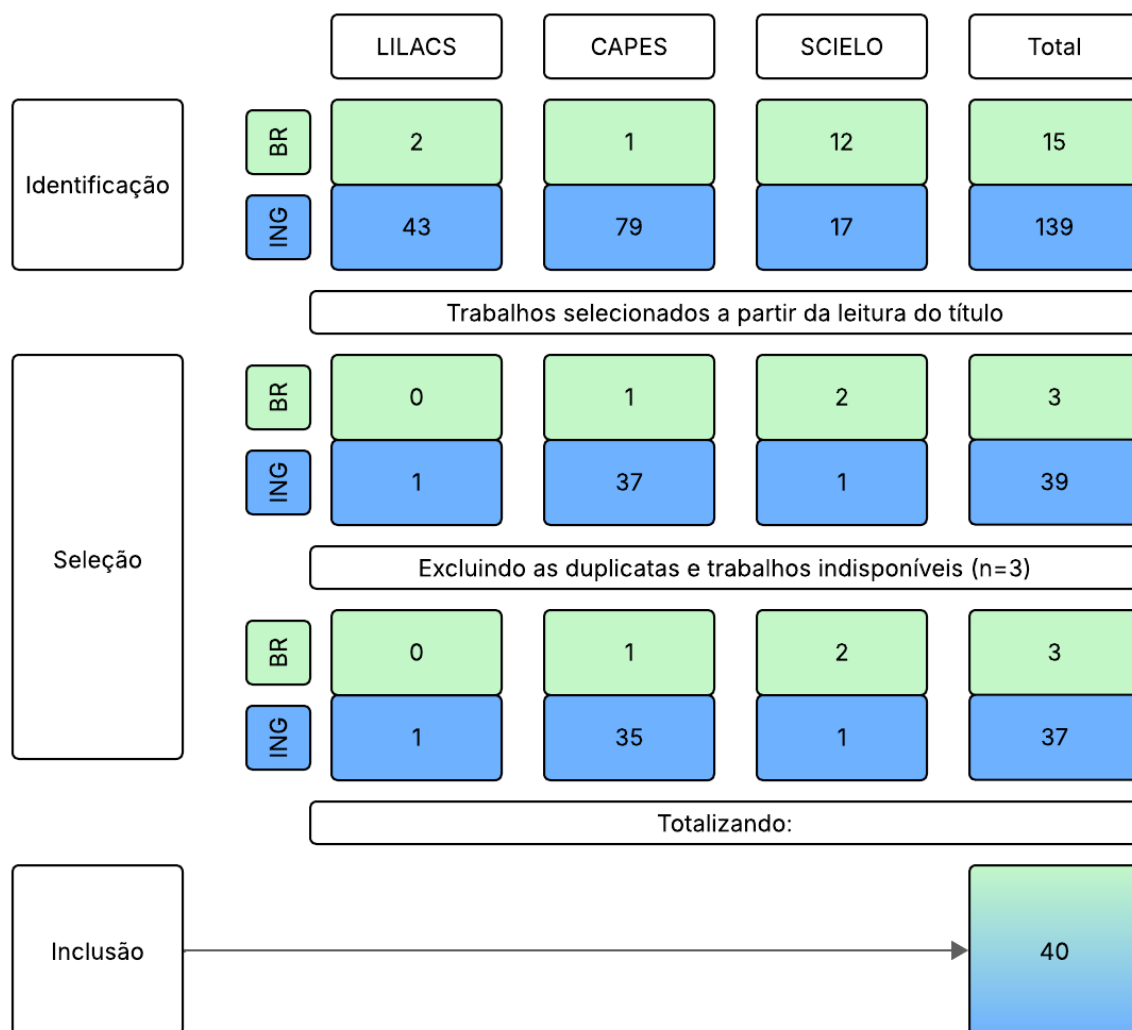 LILACS CAPES SCIELO Total
Identificação
BR 2 1 12 15
ING 43 79 17 139
Trabalhos selecionados a partir da leitura do título
Seleção
BR 0 1 2 3
ING 1 37 1 39
Excluindo as duplicatas e trabalhos indisponíveis (n=3)
BR 0 1 2 3
ING 1 35 1 37
Totalizando:
Inclusão 40